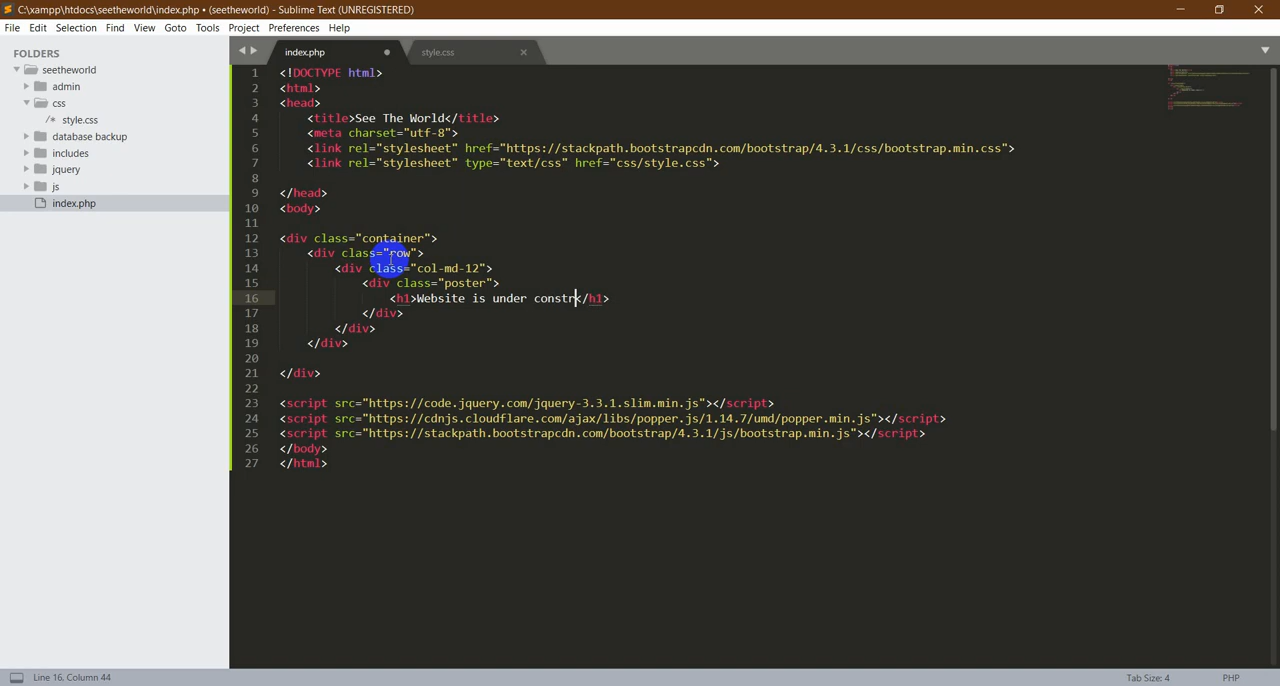 C:\xampp\htdocs\seetheworld\index.php • (seetheworld) - Sublime Text (UNREGISTERED)
File Edit Selection Find View Goto Tools Project Preferences Help
FOLDERS
seetheworld
admin
css
/* style.css
database backup
includes
jquery
js
index.php
index.php
style.css
1 <!DOCTYPE html>
2 <html>
3 <head>
4 <title>See The World</title>
5 <meta charset="utf-8">
6 <link rel="stylesheet" href="https://stackpath.bootstrapcdn.com/bootstrap/4.3.1/css/bootstrap.min.css">
7 <link rel="stylesheet" type="text/css" href="css/style.css">
8
9 </head>
10 <body>
11
12 <div class="container">
13 <div class="row">
14 <div class="col-md-12">
15 <div class="poster">
16 <h1>Website is under constr</h1>
17 </div>
18 </div>
19 </div>
20
21 </div>
22
23 <script src="https://code.jquery.com/jquery-3.3.1.slim.min.js"></script>
24 <script src="https://cdnjs.cloudflare.com/ajax/libs/popper.js/1.14.7/umd/popper.min.js"></script>
25 <script src="https://stackpath.bootstrapcdn.com/bootstrap/4.3.1/js/bootstrap.min.js"></script>
26 </body>
27 </html>
Line 16, Column 44
Tab Size: 4
PHP